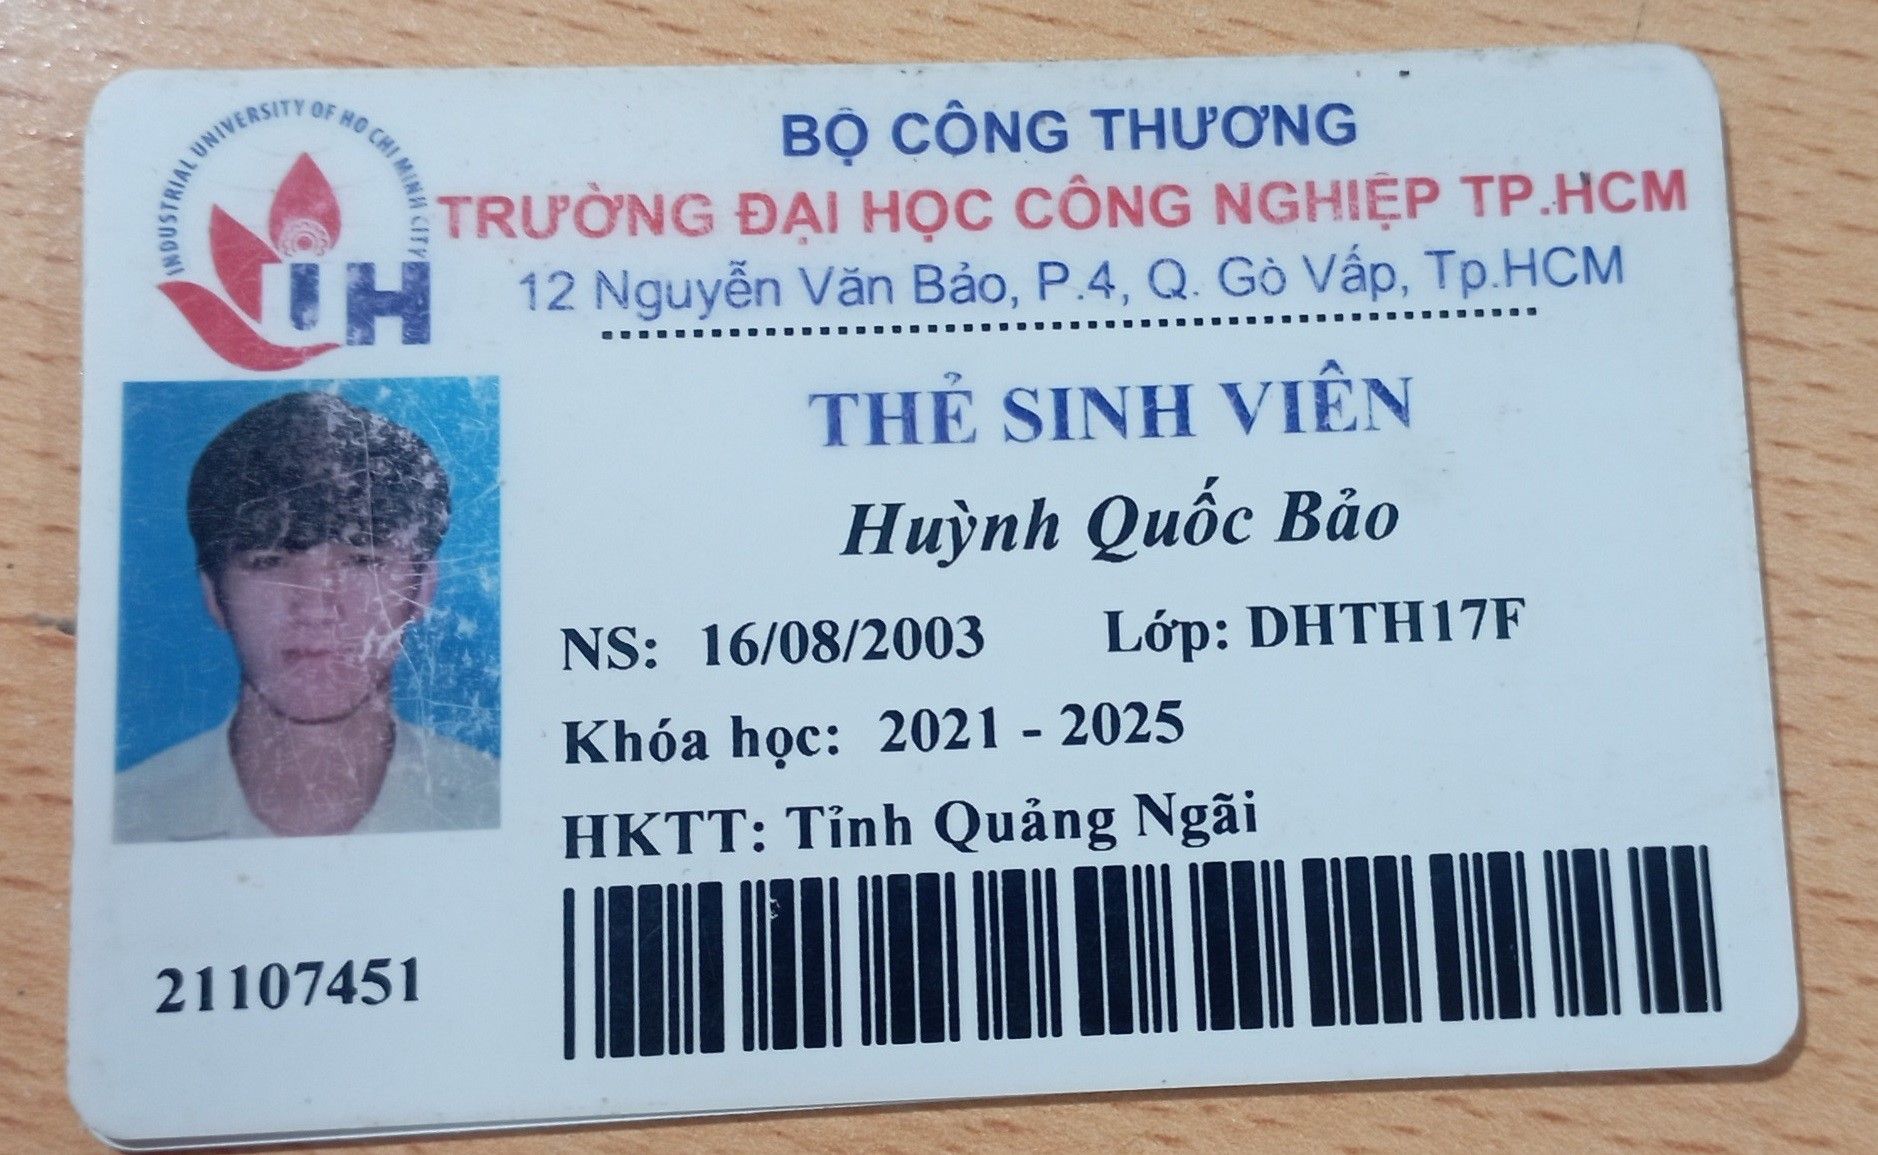 INDUSTRIAL UNIVERSITY OF HO CHI MINH CITY
IUH
BỘ CÔNG THƯƠNG
TRƯỜNG ĐẠI HỌC CÔNG NGHIỆP TP.HCM
12 Nguyễn Văn Bảo, P.4, Q. Gò Vấp, Tp.HCM
THẺ SINH VIÊN
Huỳnh Quốc Bảo
NS: 16/08/2003 Lớp: DHTH17F
Khóa học: 2021 - 2025
HKTT: Tỉnh Quảng Ngãi
21107451